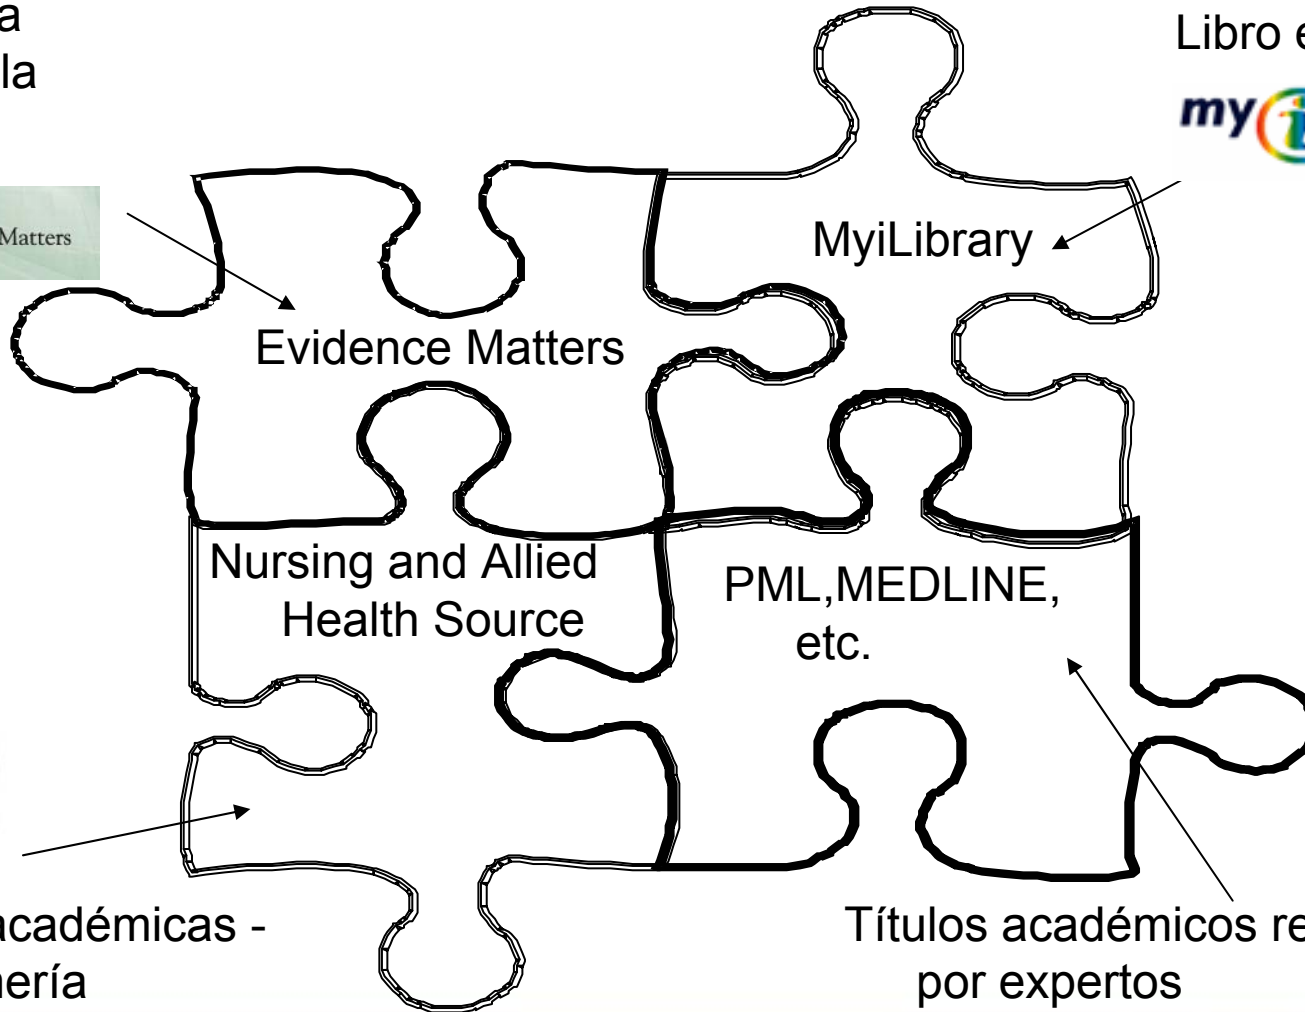 la
Libro e
my
Matters
MyiLibrary
Evidence Matters
Nursing and Allied
Health Source
PML,MEDLINE,
etc.
académicas -
Títulos académicos re
por expertos